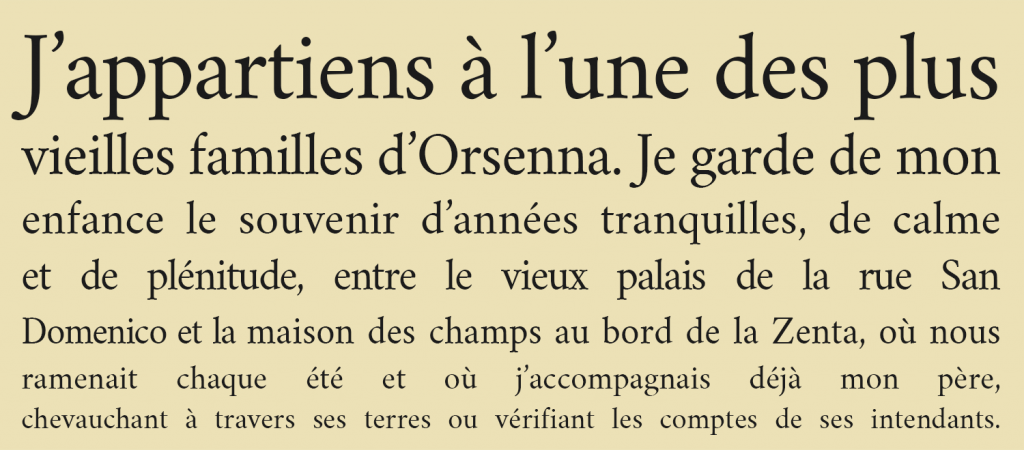 J’appartiens à l’une des plus
vieilles familles d’Orsenna. Je garde de mon
enfance le souvenir d’années tranquilles, de calme
et de plénitude, entre le vieux palais de la rue San
Domenico et la maison des champs au bord de la Zenta, où nous
ramenait chaque été et où j’accompagnais déjà mon père,
chevauchant à travers ses terres ou vérifiant les comptes de ses intendants.